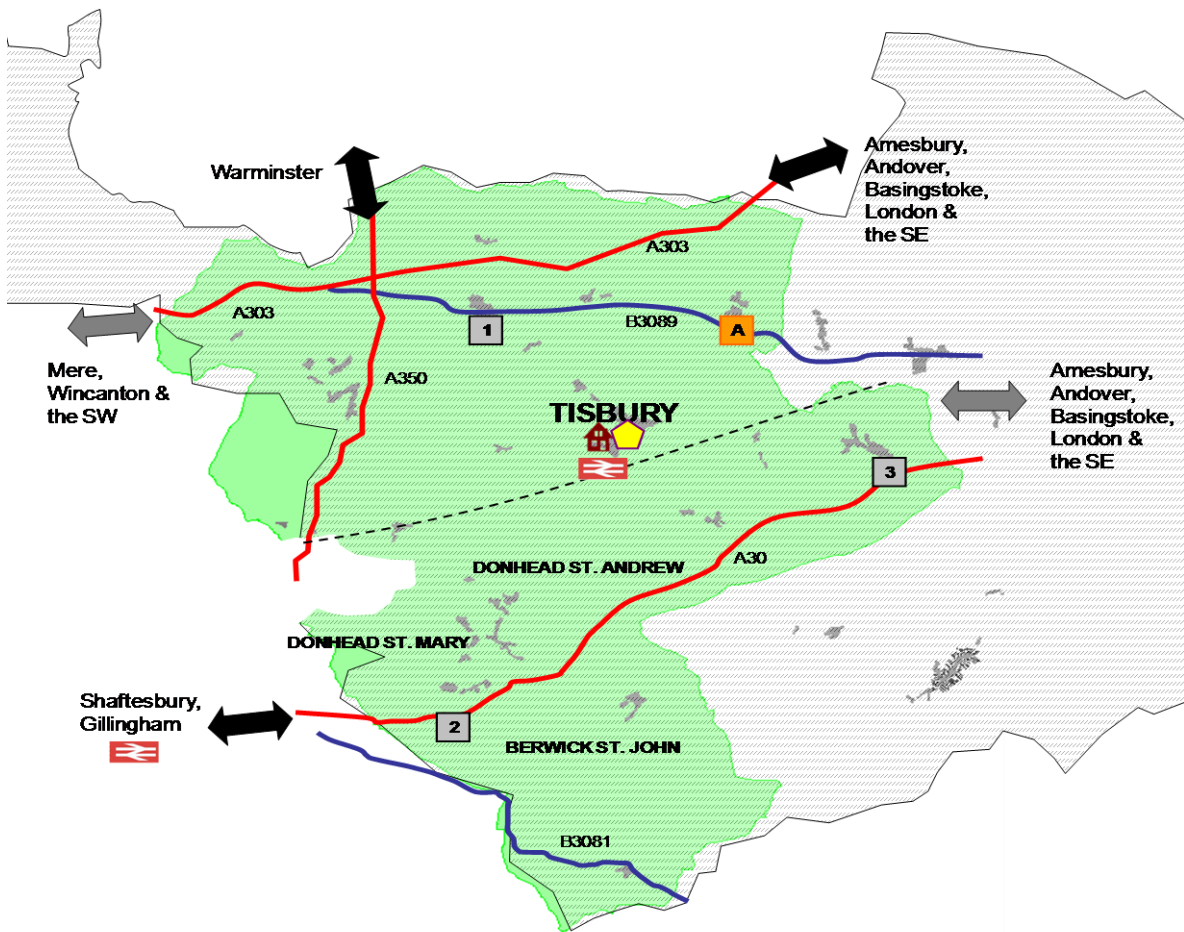 Warminster
Amesbury,
Andover,
Basingstoke,
London &
the SE
A303
A303
1
B3089
A
Mere,
Wincanton &
the SW
A350
Amesbury,
Andover,
Basingstoke,
London &
the SE
TISBURY
3
A30
DONHEAD ST. ANDREW
DONHEAD ST. MARY
Shaftesbury,
Gillingham
2
BERWICK ST. JOHN
B3081